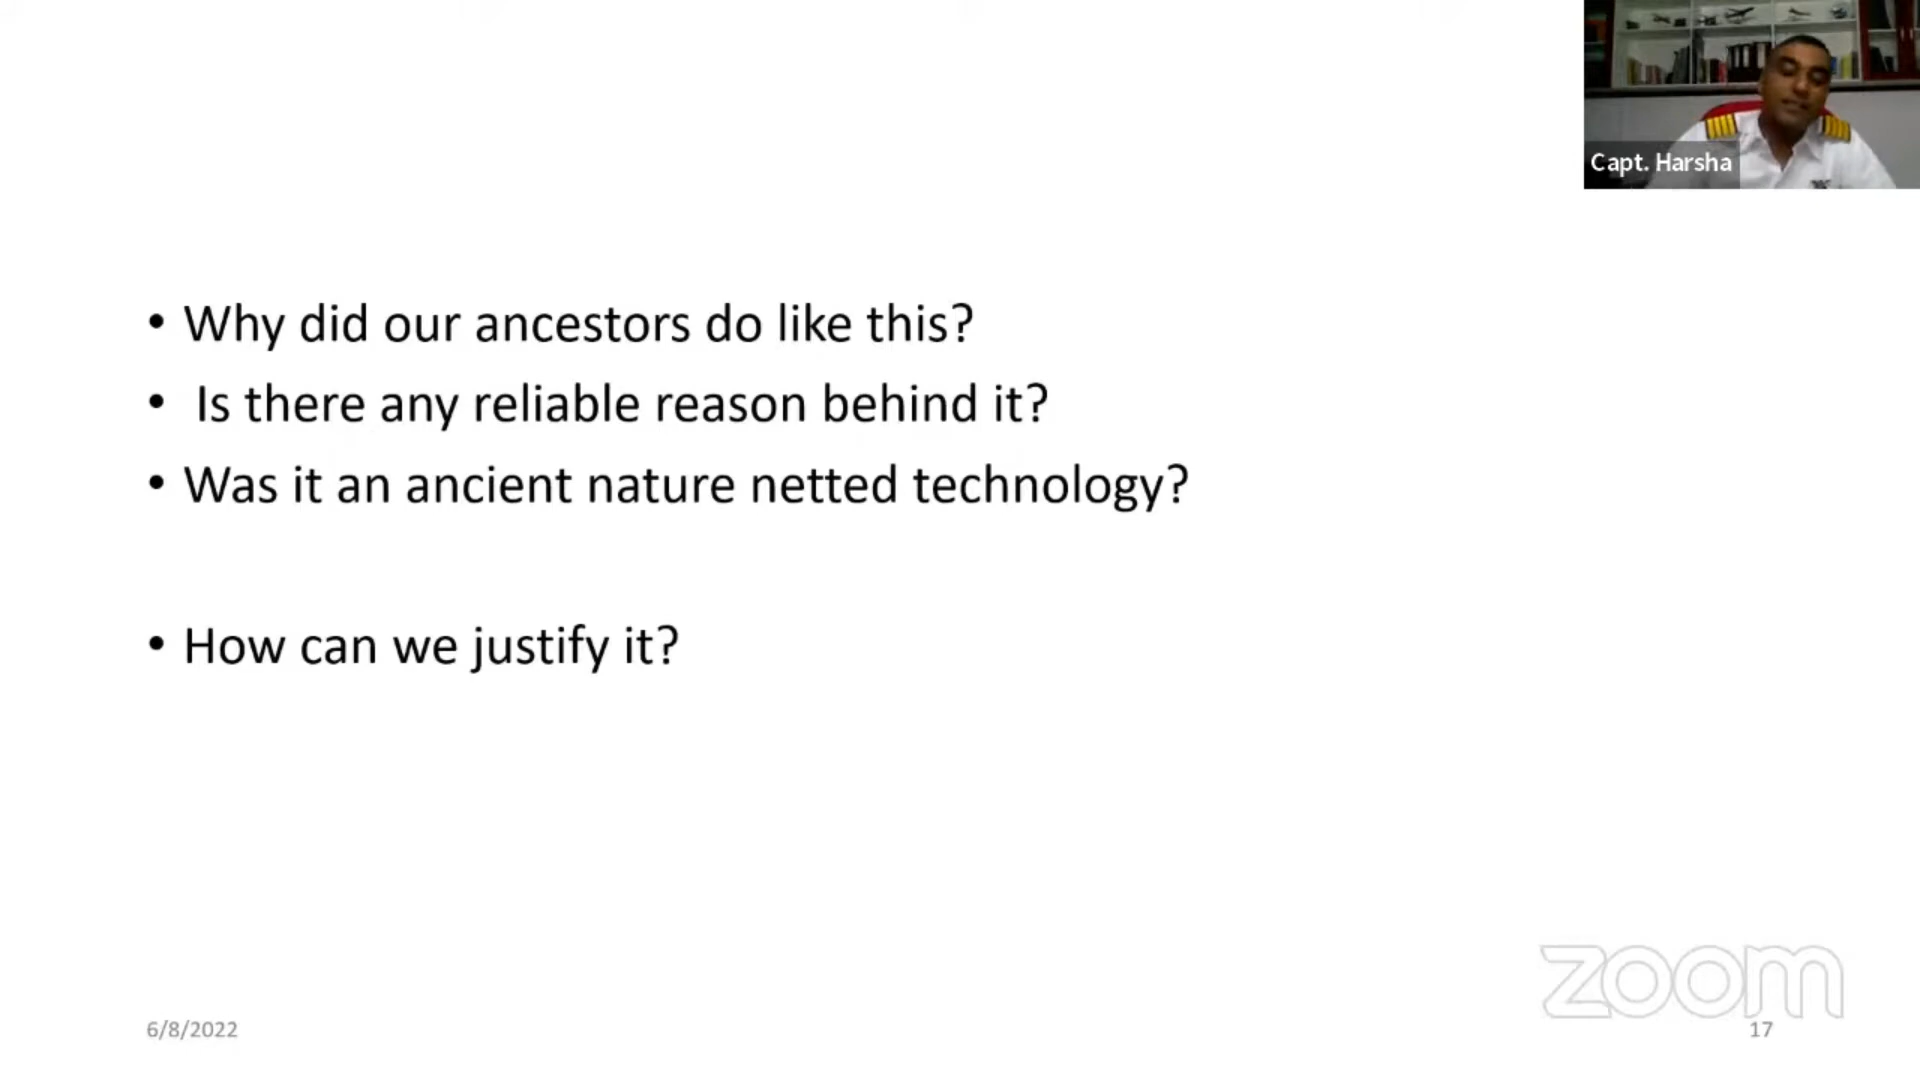 Capt. Harsha
• Why did our ancestors do like this?
• Is there any reliable reason behind it?
• Was it an ancient nature netted technology?
• How can we justify it?
zoom
6/8/2022
17